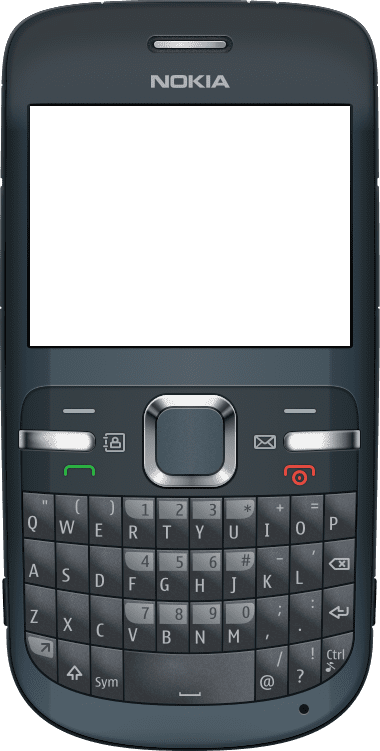 NOKIA
" ( ) 1 2 3 * + =
Q W E R T Y U I O P
4 5 6 # - ,
A S D F G H J K L
7 8 9 0 ; :
Z X C V B N M , .
/ ! Ctrl
Sym @ ?